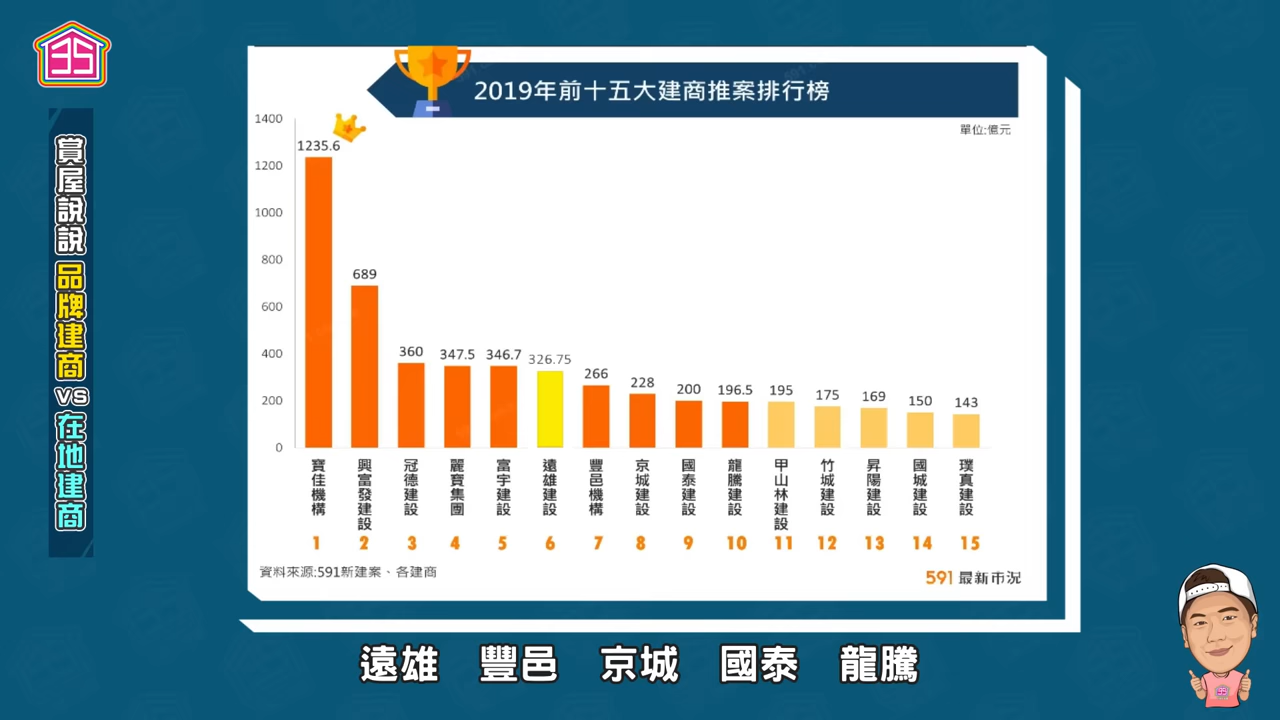 35
賞屋說說 品牌建商 VS 在地建商
2019年前十五大建商推案排行榜
單位:億元
1400
1200
1000
800
600
400
200
0
1235.6
689
360
347.5
346.7
326.75
266
228
200
196.5
195
175
169
150
143
寶佳機構
興富發建設
冠德建設
麗寶集團
富宇建設
遠雄建設
豐邑機構
京城建設
國泰建設
龍騰建設
甲山林建設
竹城建設
昇陽建設
國城建設
璞真建設
1 2 3 4 5 6 7 8 9 10 11 12 13 14 15
資料來源:591新建案、各建商
591 最新市況
遠雄 豐邑 京城 國泰 龍騰